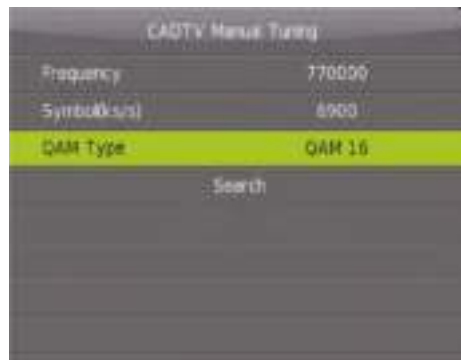 CADTV Manual Tuning
Frequency 770000
Symbol(ks/s) 6900
QAM Type QAM 16
Search